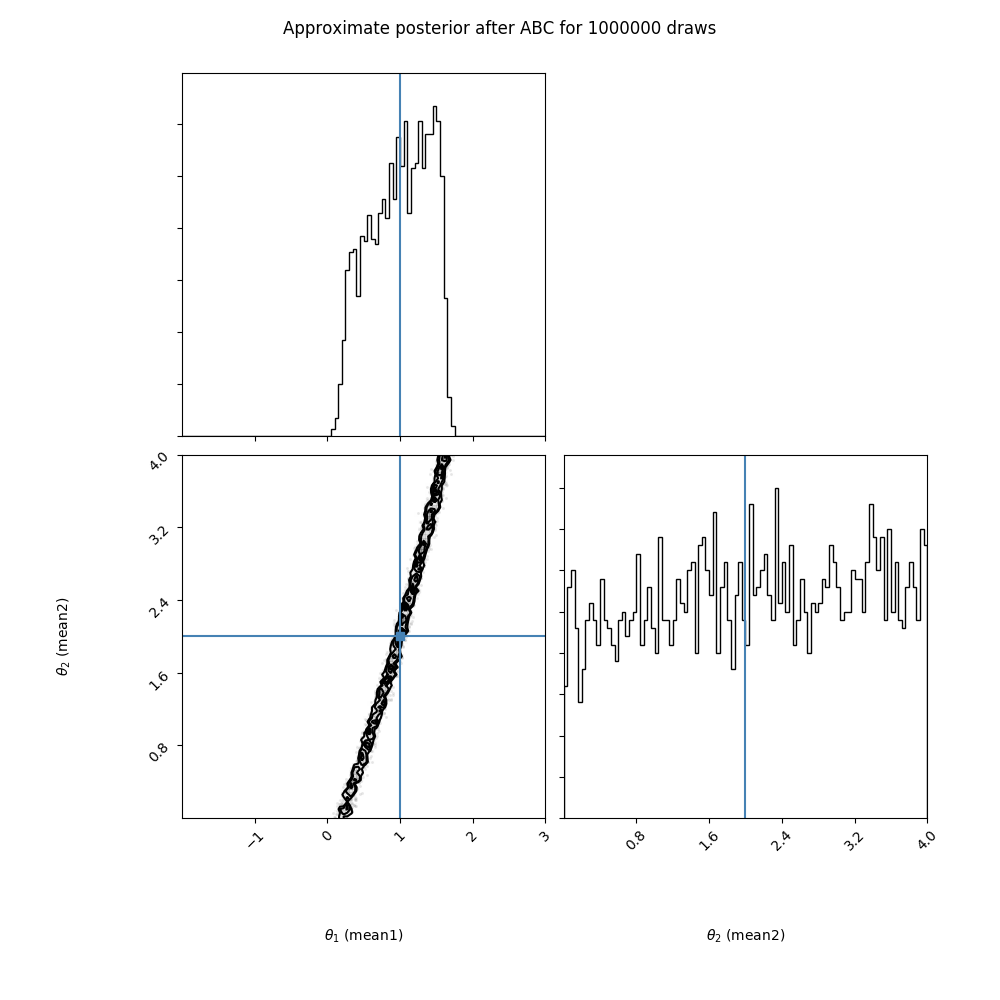 Approximate posterior after ABC for 1000000 draws
4.0
3.2
2.4
1.6
0.8
θ₂ (mean2)
−1 0 1 2 3
0.8 1.6 2.4 3.2 4.0
θ₁ (mean1)
θ₂ (mean2)